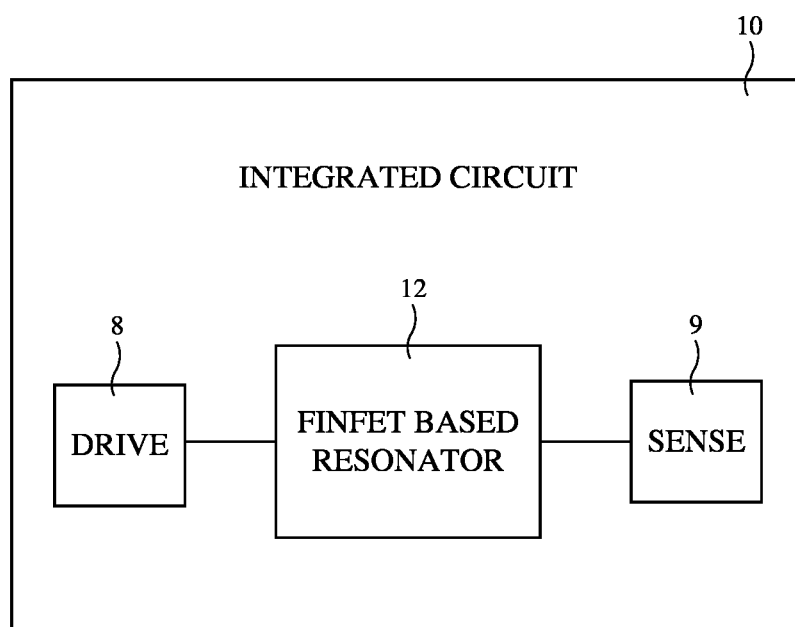 10
INTEGRATED CIRCUIT
12
8
9
DRIVE
FINFET BASED
RESONATOR
SENSE